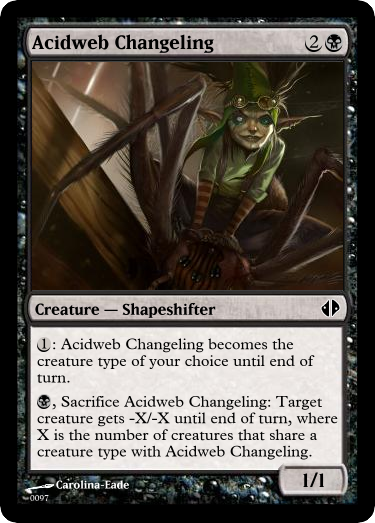 Acidweb Changeling 2
Creature — Shapeshifter
1: Acidweb Changeling becomes the
creature type of your choice until end of
turn.
, Sacrifice Acidweb Changeling: Target
creature gets -X/-X until end of turn, where
X is the number of creatures that share a
creature type with Acidweb Changeling.
1/1
Carolina-Eade
0097